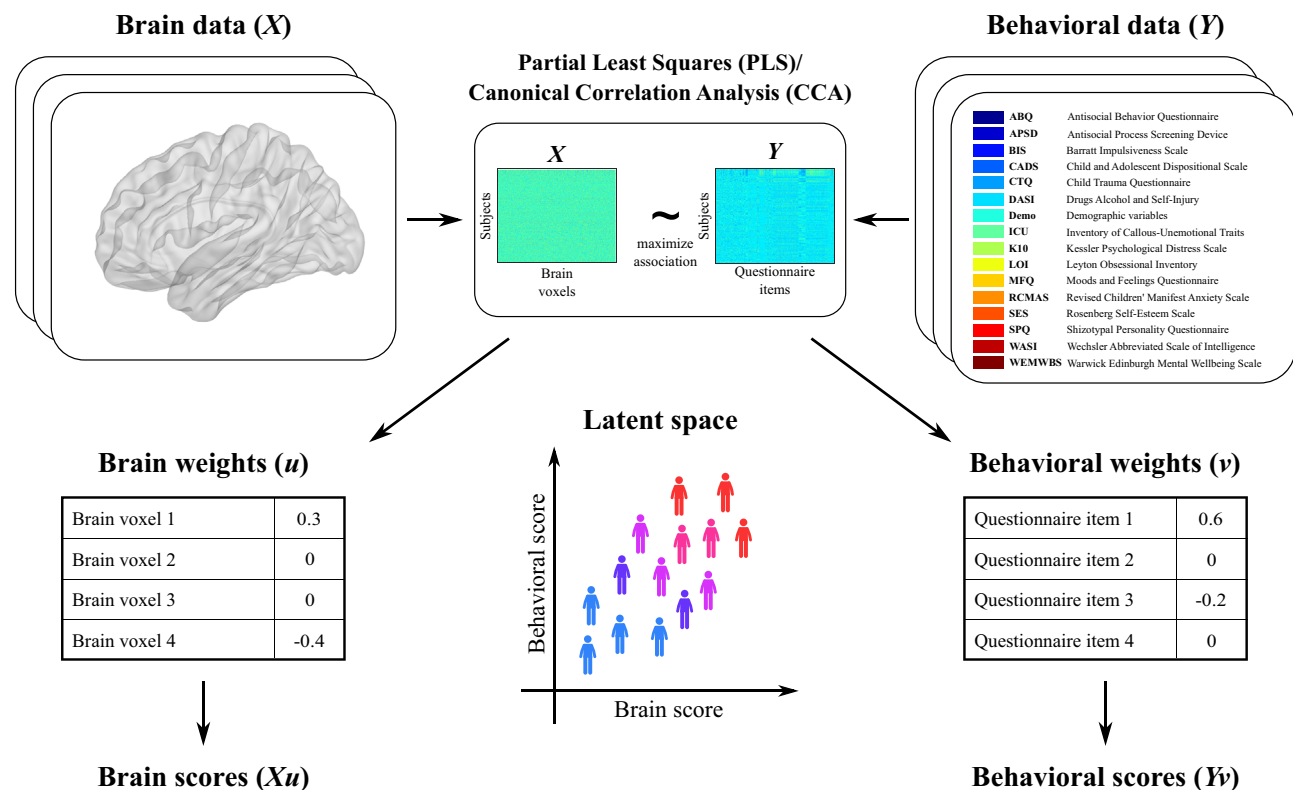 Brain data (X)
Partial Least Squares (PLS)/
Canonical Correlation Analysis (CCA)
Behavioral data (Y)
X
Subjects
Brain
voxels
~
maximize
association
Y
Subjects
Questionnaire
items
ABQ Antisocial Behavior Questionnaire
APSD Antisocial Process Screening Device
BIS Barratt Impulsiveness Scale
CADS Child and Adolescent Dispositional Scale
CTQ Child Trauma Questionnaire
DASI Drugs Alcohol and Self-Injury
Demo Demographic variables
ICU Inventory of Callous-Unemotional Traits
K10 Kessler Psychological Distress Scale
LOI Leyton Obsessional Inventory
MFQ Moods and Feelings Questionnaire
RCMAS Revised Children' Manifest Anxiety Scale
SES Rosenberg Self-Esteem Scale
SPQ Shizotypal Personality Questionnaire
WASI Wechsler Abbreviated Scale of Intelligence
WEMWBS Warwick Edinburgh Mental Wellbeing Scale
Brain weights (u)
Brain voxel 1 0.3
Brain voxel 2 0
Brain voxel 3 0
Brain voxel 4 -0.4
Brain scores (Xu)
Latent space
Behavioral score
Brain score
Behavioral weights (v)
Questionnaire item 1 0.6
Questionnaire item 2 0
Questionnaire item 3 -0.2
Questionnaire item 4 0
Behavioral scores (Yv)